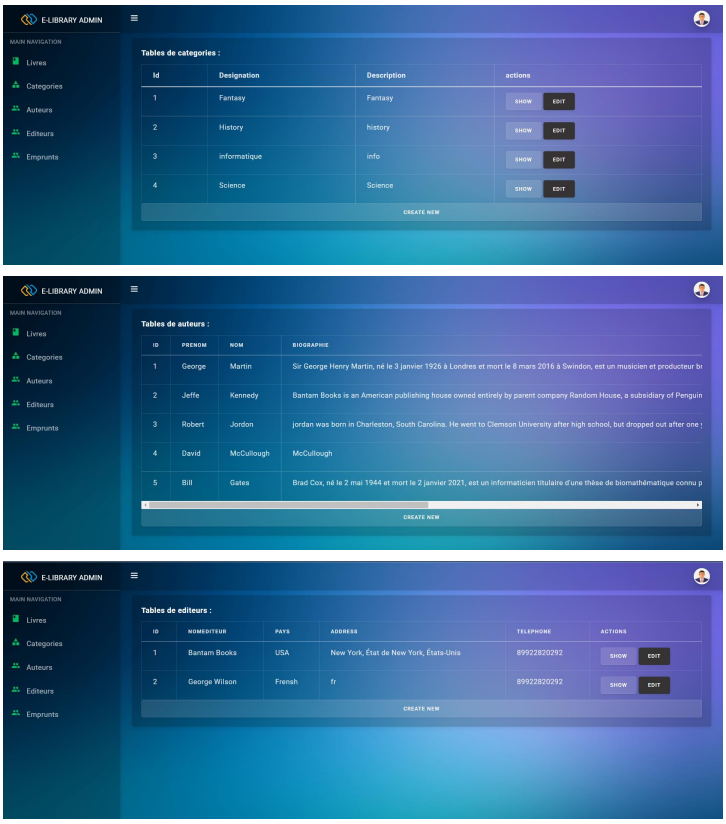 E-LIBRARY ADMIN
MAIN NAVIGATION
Livres
Categories
Auteurs
Editeurs
Emprunts
Tables de categories :
Id Designation Description actions
1 Fantasy Fantasy SHOW EDIT
2 History history SHOW EDIT
3 informatique info SHOW EDIT
4 Science Science SHOW EDIT
CREATE NEW
E-LIBRARY ADMIN
MAIN NAVIGATION
Livres
Categories
Auteurs
Editeurs
Emprunts
Tables de auteurs :
ID PRENOM NOM BIOGRAPHIE
1 George Martin Sir George Henry Martin, né le 3 janvier 1926 à Londres et mort le 8 mars 2016 à Swindon, est un musicien et producteur
2 Jeffe Kennedy Bantam Books is an American publishing house owned entirely by parent company Random House, a subsidiary of Penguin
3 Robert Jordon jordan was born in Charleston, South Carolina. He went to Clemson University after high school, but dropped out after one
4 David McCullough McCullough
5 Bill Gates Brad Cox, né le 2 mai 1944 et mort le 2 janvier 2021, est un informaticien titulaire d'une thèse de biomathématique connu p
CREATE NEW
E-LIBRARY ADMIN
MAIN NAVIGATION
Livres
Categories
Auteurs
Editeurs
Emprunts
Tables de editeurs :
ID NOMEDITEUR PAYS ADDRESS TELEPHONE ACTIONS
1 Bantam Books USA New York, État de New York, États-Unis 89922820292 SHOW EDIT
2 George Wilson Frensh fr 89922820292 SHOW EDIT
CREATE NEW